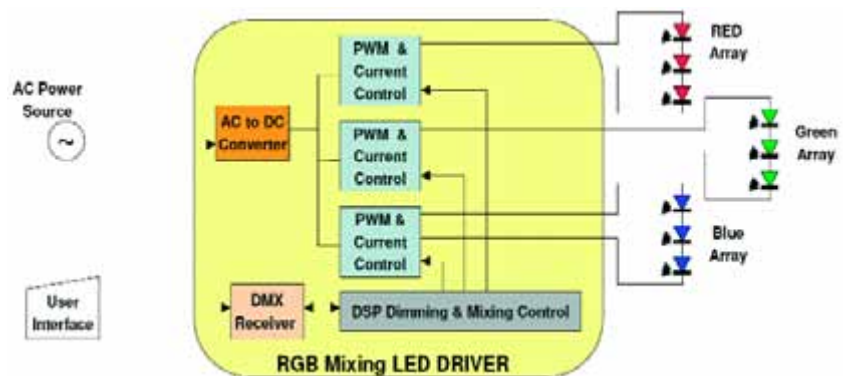 AC Power
Source
~
User
Interface
AC to DC
Converter
PWM &
Current
Control
PWM &
Current
Control
PWM &
Current
Control
DMX
Receiver
DSP Dimming & Mixing Control
RGB Mixing LED DRIVER
RED
Array
Green
Array
Blue
Array